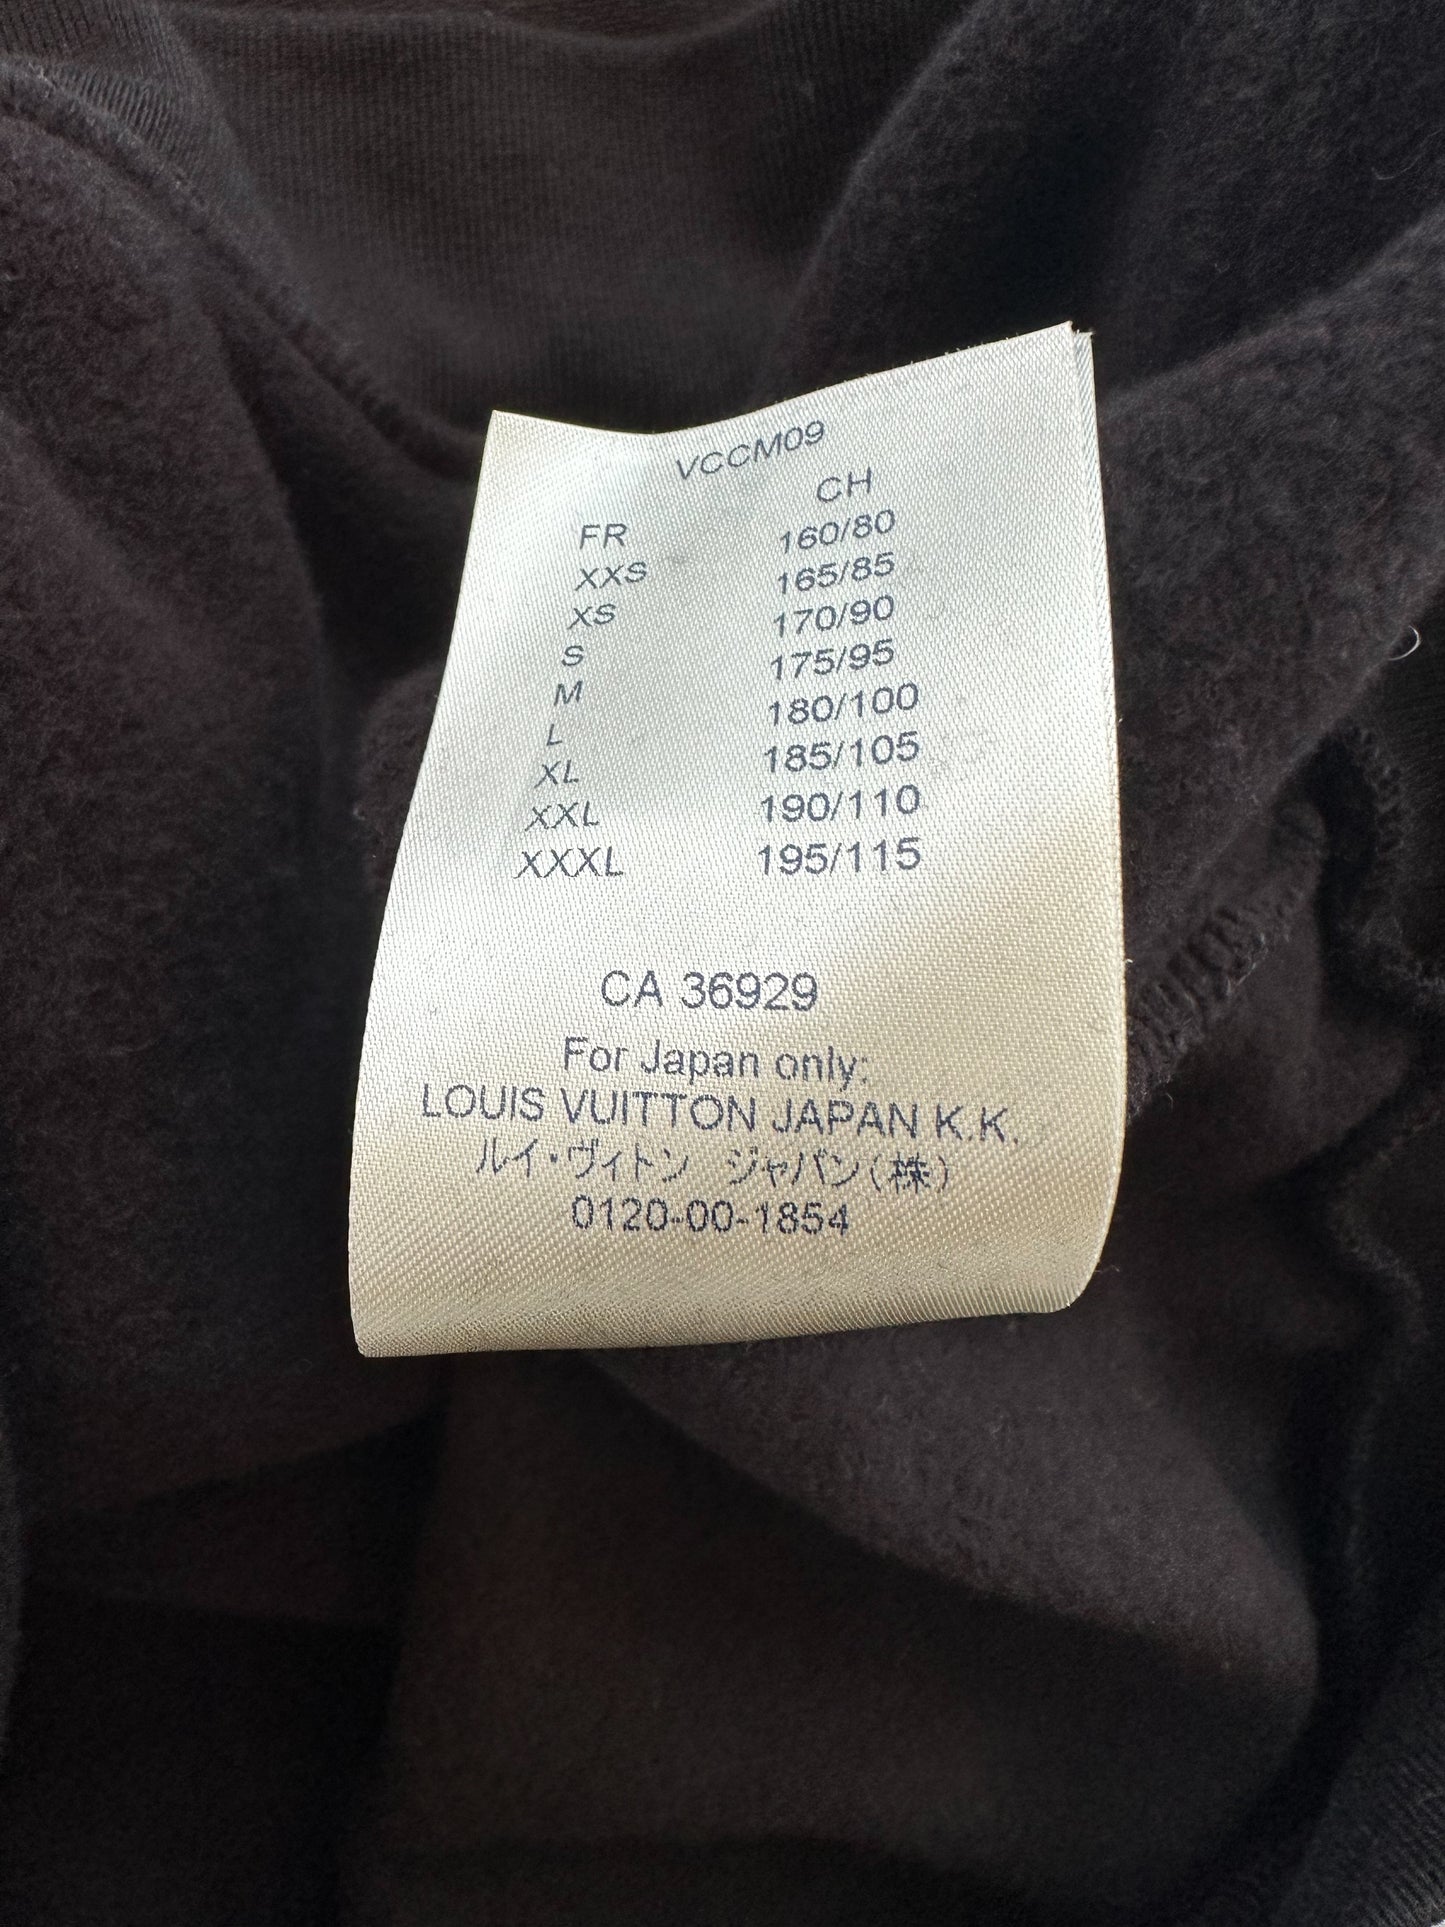 VCCM09
FR CH
XXS 160/80
XS 165/85
S 170/90
M 175/95
L 180/100
XL 185/105
XXL 190/110
XXXL 195/115
CA 36929
For Japan only:
LOUIS VUITTON JAPAN K.K.
ルイ・ヴィトン ジャパン(株)
0120-00-1854